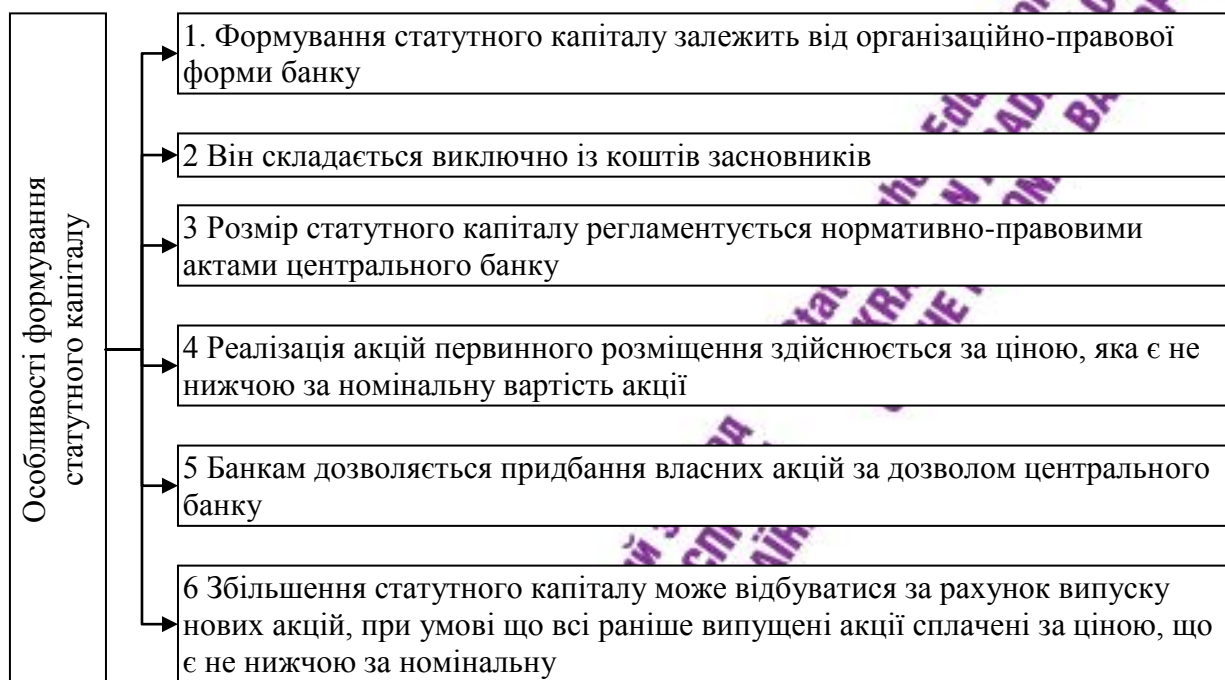 Особливості формування
статутного капіталу
1. Формування статутного капіталу залежить від організаційно-правової
форми банку
2 Він складається виключно із коштів засновників
3 Розмір статутного капіталу регламентується нормативно-правовими
актами центрального банку
4 Реалізація акцій первинного розміщення здійснюється за ціною, яка є не
нижчою за номінальну вартість акції
5 Банкам дозволяється придбання власних акцій за дозволом центрального
банку
6 Збільшення статутного капіталу може відбуватися за рахунок випуску
нових акцій, при умові що всі раніше випущені акції сплачені за ціною, що
є не нижчою за номінальну